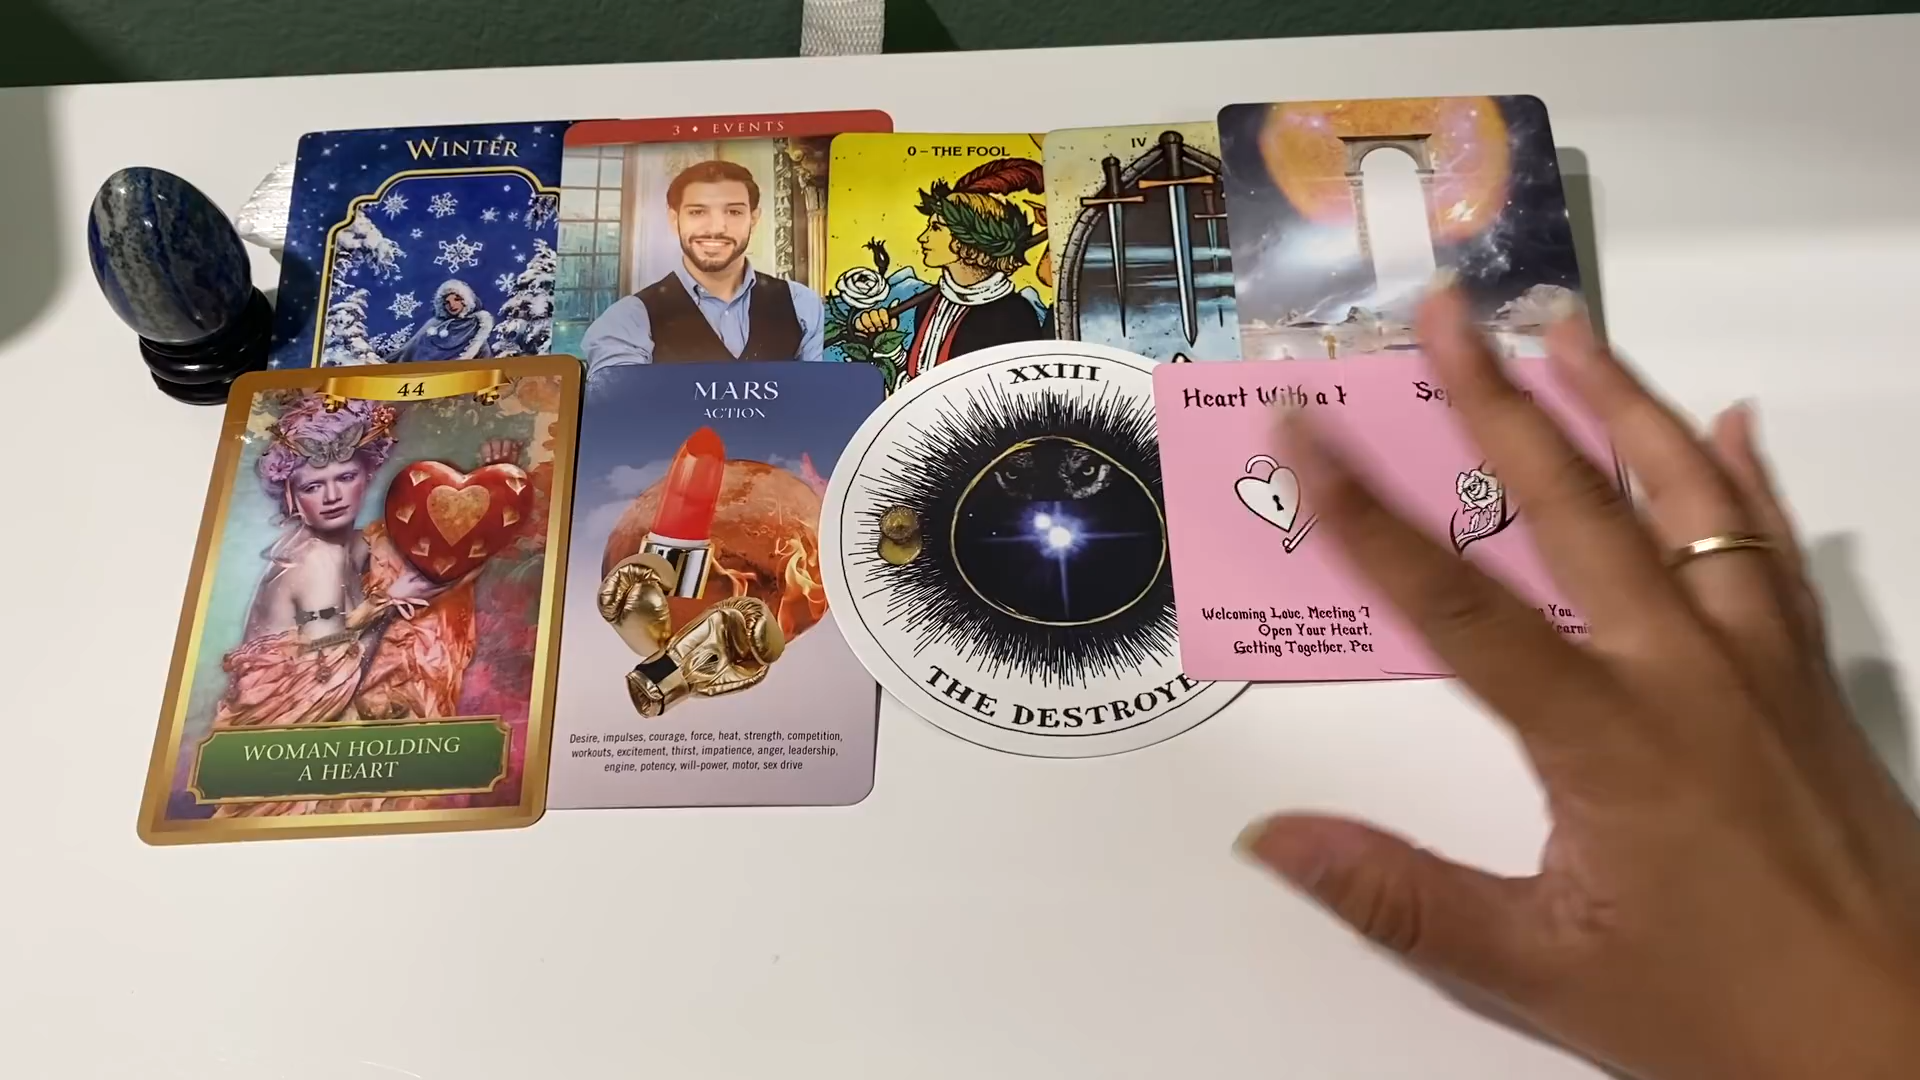 WINTER
3 • EVENTS
0 – THE FOOL
IV
44
WOMAN HOLDING
A HEART
MARS
ACTION
Desire, impulses, courage, force, heat, strength, competition,
workouts, excitement, thirst, impatience, anger, leadership,
engine, potency, will-power, motor, sex drive
XXIII
THE DESTROYE
Heart With a
Welcoming Love, Meeting
Open Your Heart,
Getting Together,
You,